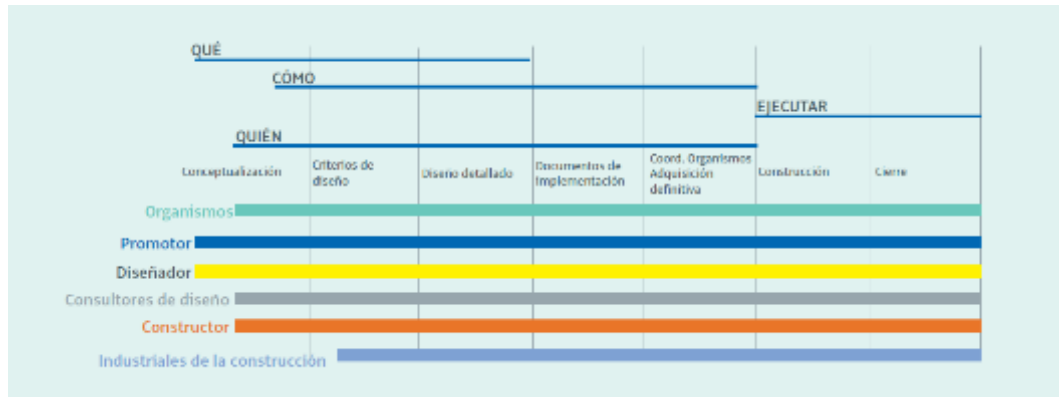 QUÉ
CÓMO
EJECUTAR
QUIÉN
Conceptualización
Criterios de
diseño
Diseño detallado
Documentos de
implementación
Coord. Organismos
Adquisición
definitiva
Construcción
Cierre
Organismos
Promotor
Diseñador
Consultores de diseño
Constructor
Industriales de la construcción